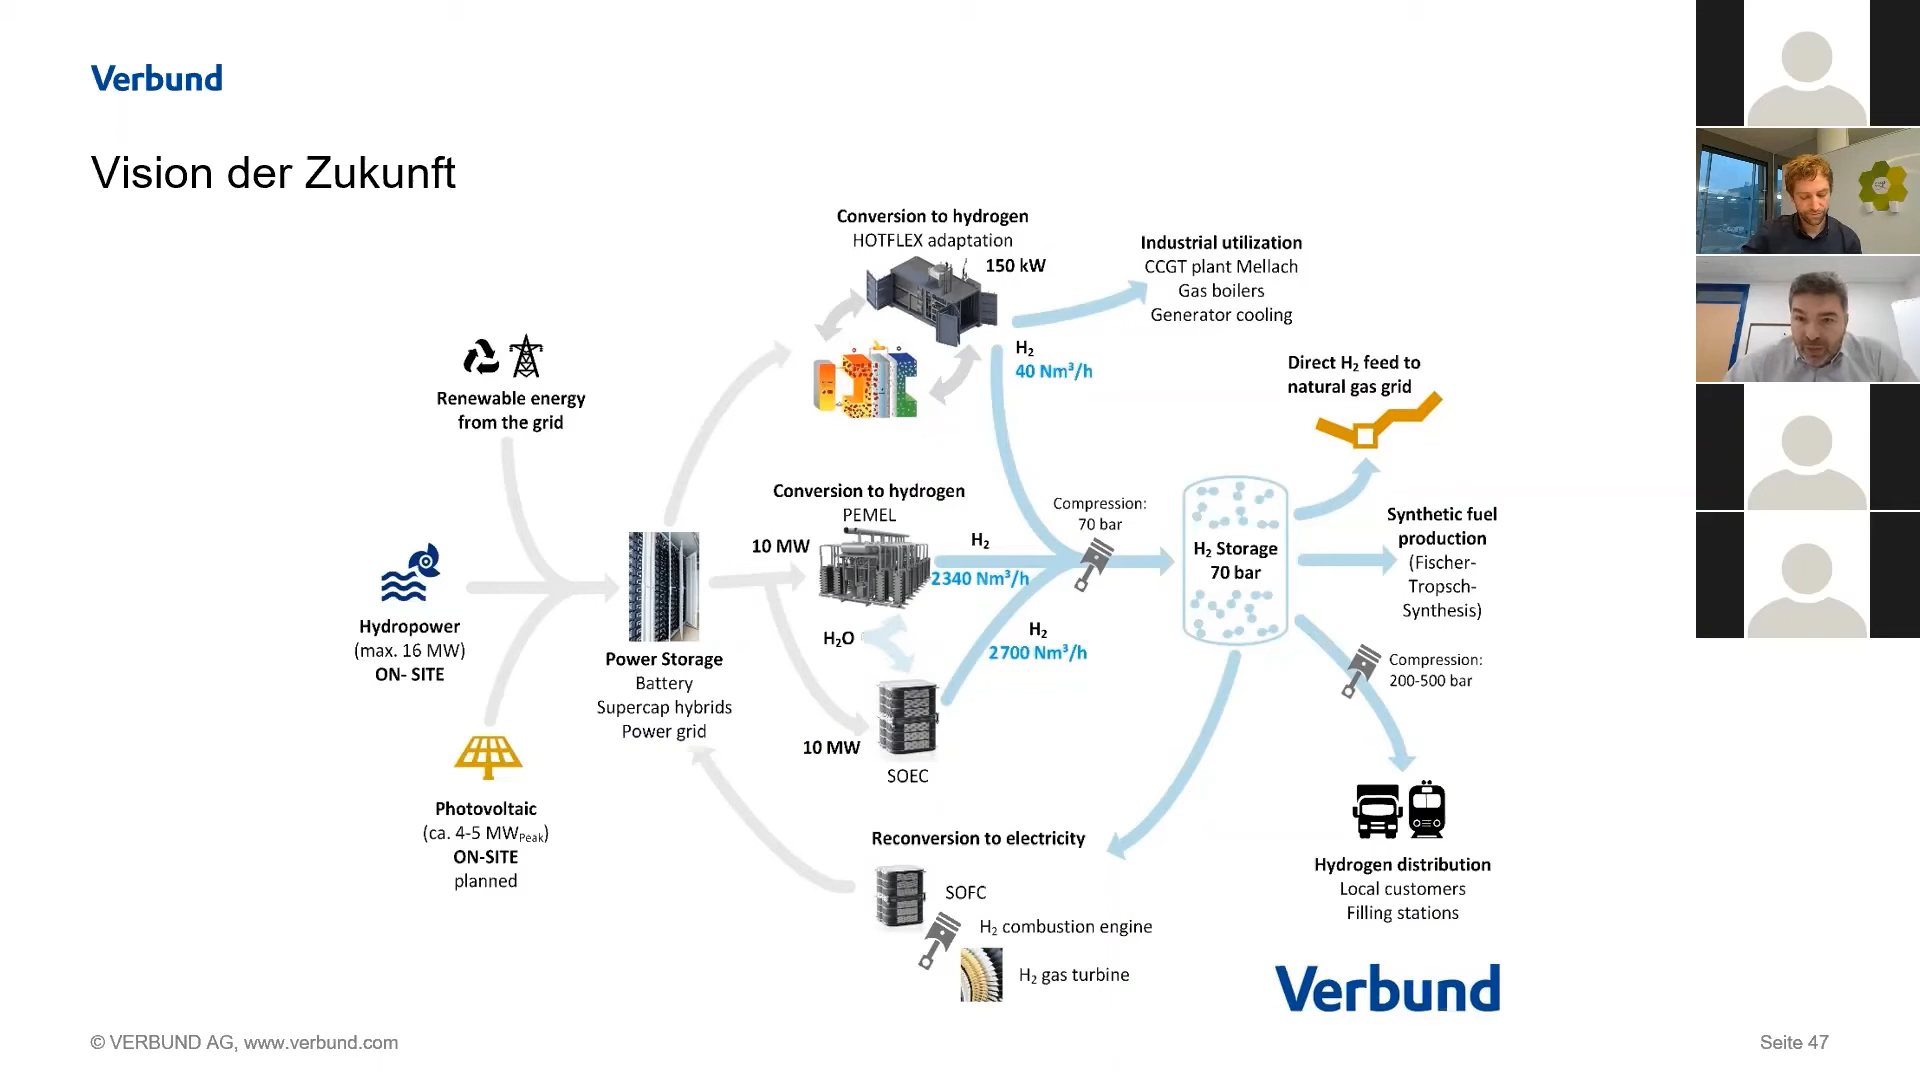 Verbund
Vision der Zukunft
Conversion to hydrogen
HOTFLEX adaptation
150 kW
Industrial utilization
CCGT plant Mellach
Gas boilers
Generator cooling
H₂
40 Nm³/h
Direct H₂ feed to
natural gas grid
Renewable energy
from the grid
Conversion to hydrogen
PEMEL
10 MW
H₂
2340 Nm³/h
Compression:
70 bar
H₂ Storage
70 bar
Synthetic fuel
production
(Fischer-
Tropsch-
Synthesis)
Hydropower
(max. 16 MW)
ON- SITE
H₂O
H₂
2700 Nm³/h
Power Storage
Battery
Supercap hybrids
Power grid
10 MW
SOEC
Compression:
200-500 bar
Photovoltaic
(ca. 4-5 MWPeak)
ON-SITE
planned
Reconversion to electricity
SOFC
H₂ combustion engine
H₂ gas turbine
Hydrogen distribution
Local customers
Filling stations
Verbund
© VERBUND AG, www.verbund.com
Seite 47